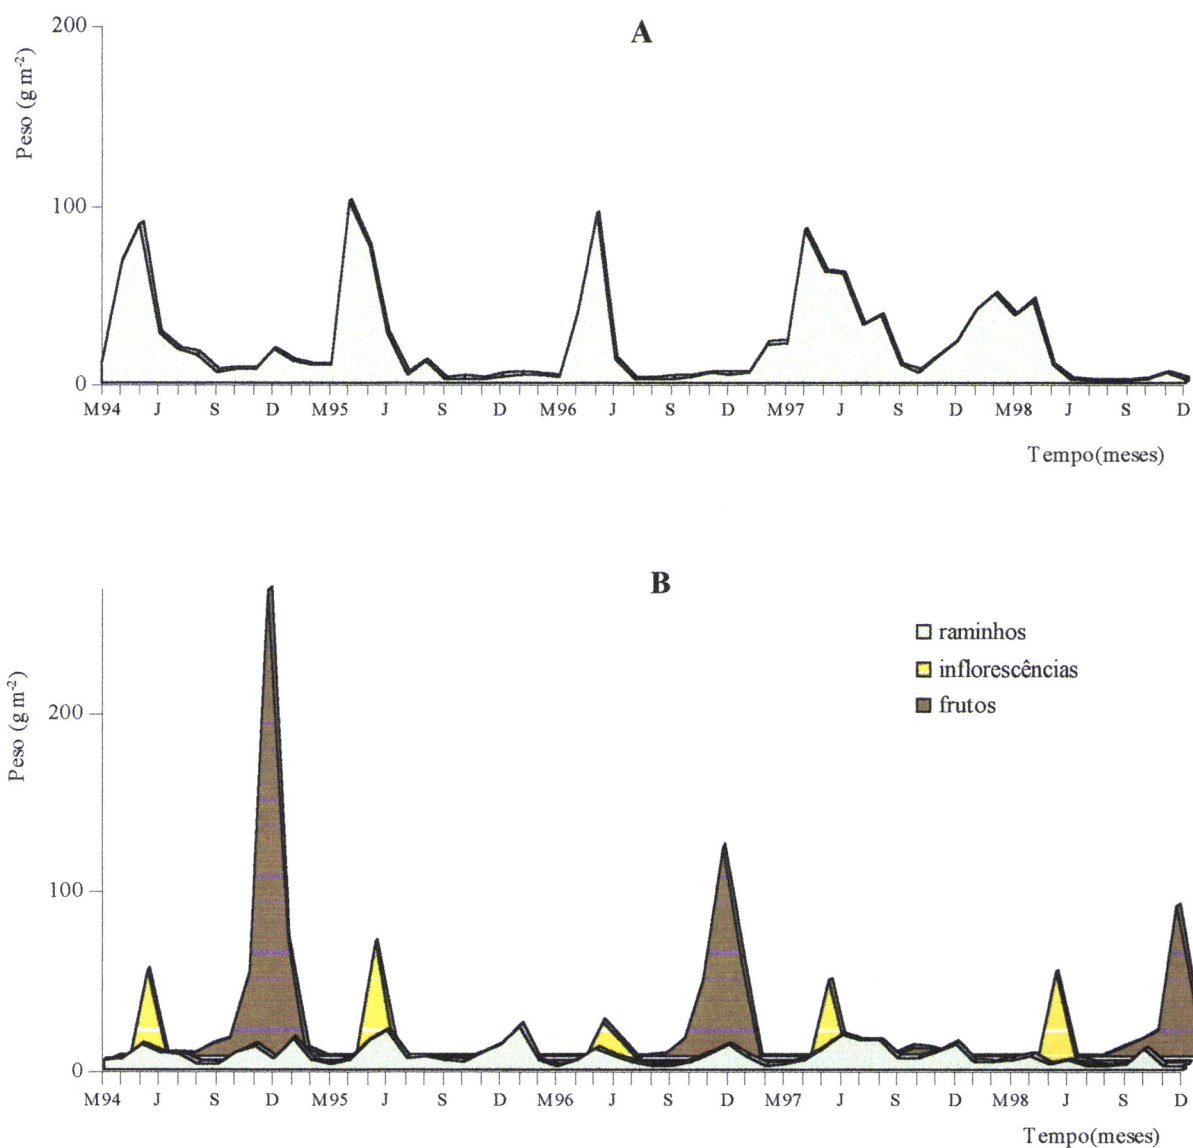 A
200
Peso (g m-2)
100
0
M94 J S D M95 J S D M96 J S D M97 J S D M98 J S D
Tempo(meses)
B
raminhos
inflorescências
frutos
200
Peso (g m-2)
100
0
M94 J S D M95 J S D M96 J S D M97 J S D M98 J S D
Tempo(meses)